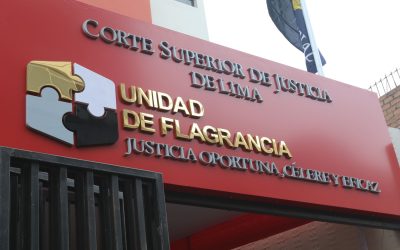 CORTE SUPERIOR DE JUSTICIA
DE LIMA
UNIDAD
DE FLAGRANCIA
JUSTICIA OPORTUNA, CÉLERE Y EFICAZ